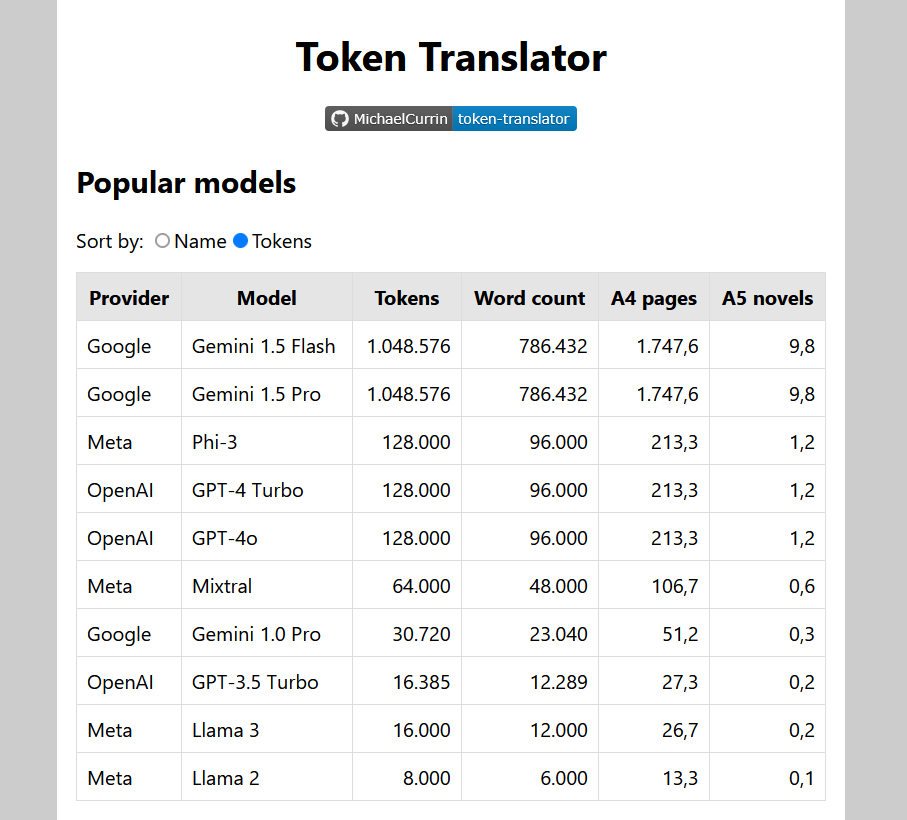 Token Translator
MichaelCurrin token-translator
Popular models
Sort by: Name Tokens
Provider Model Tokens Word count A4 pages A5 novels
Google Gemini 1.5 Flash 1.048.576 786.432 1.747,6 9,8
Google Gemini 1.5 Pro 1.048.576 786.432 1.747,6 9,8
Meta Phi-3 128.000 96.000 213,3 1,2
OpenAI GPT-4 Turbo 128.000 96.000 213,3 1,2
OpenAI GPT-4o 128.000 96.000 213,3 1,2
Meta Mixtral 64.000 48.000 106,7 0,6
Google Gemini 1.0 Pro 30.720 23.040 51,2 0,3
OpenAI GPT-3.5 Turbo 16.385 12.289 27,3 0,2
Meta Llama 3 16.000 12.000 26,7 0,2
Meta Llama 2 8.000 6.000 13,3 0,1